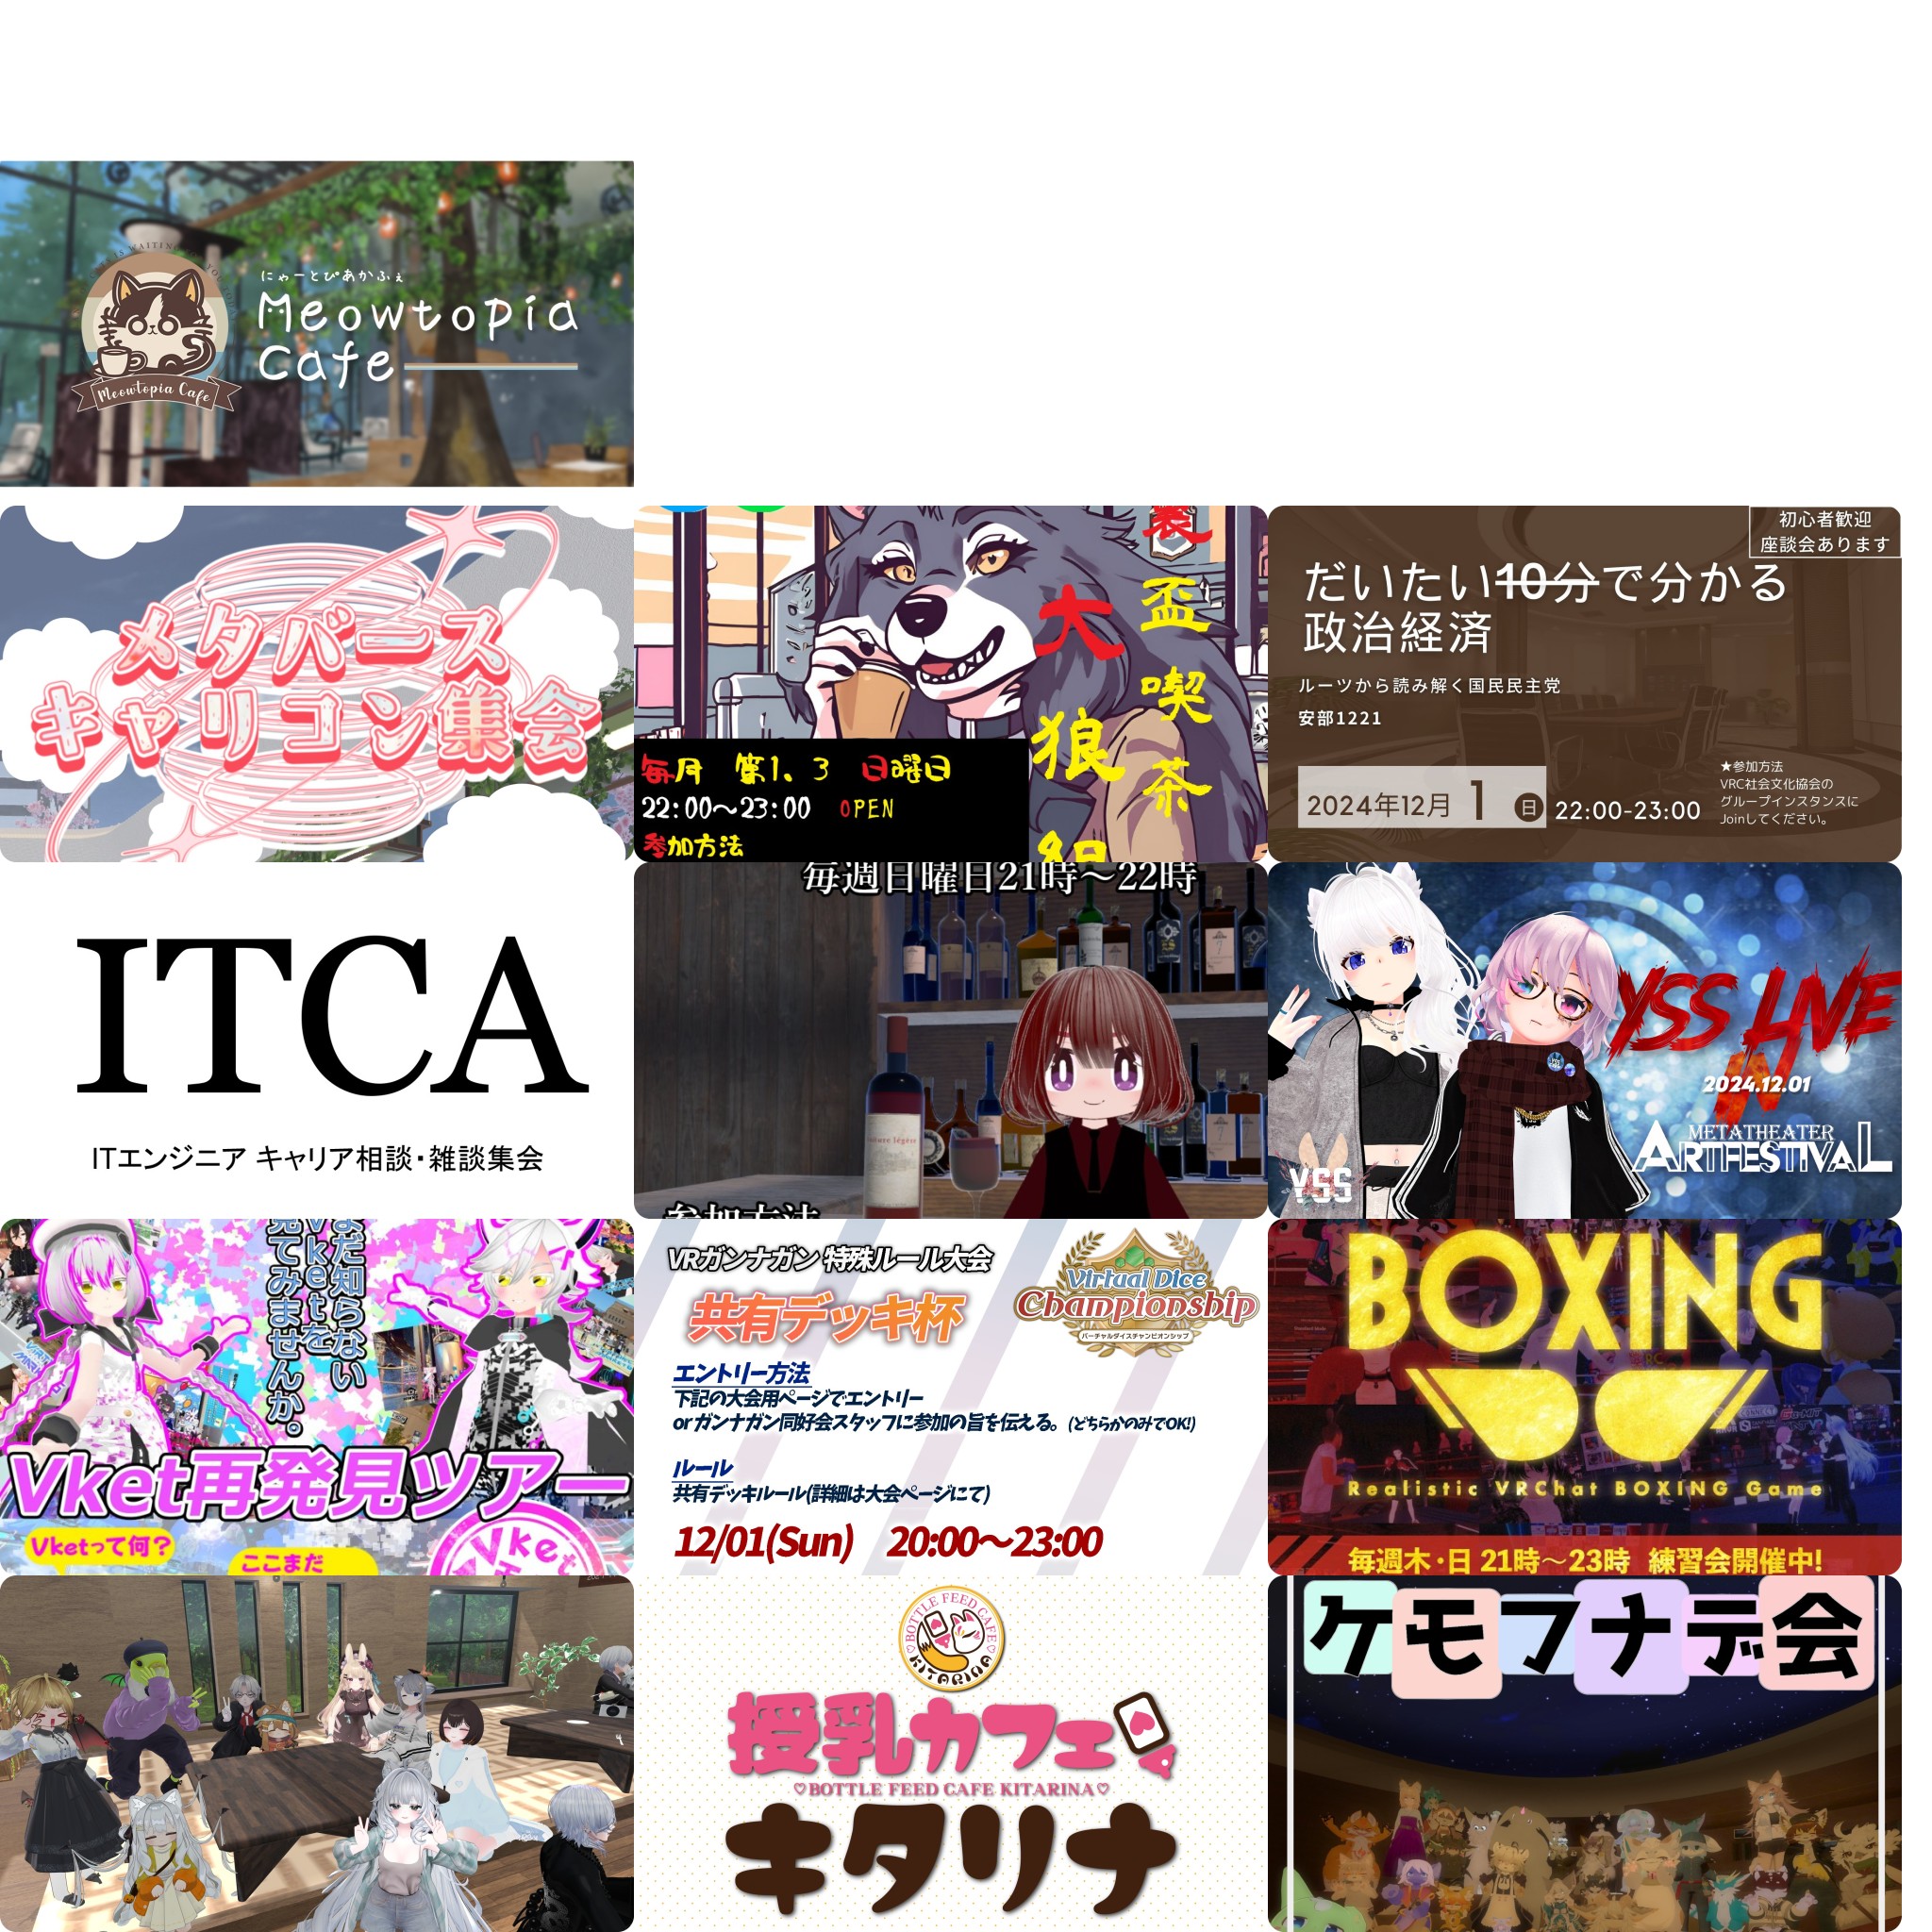 にゃーとぴあかふぇ
Meowtopia
Cafe
Meowtopia Cafe
メタバース
キャリコン集会
盃
喫
茶
大
狼
毎月 第1、3 日曜日
22:00～23:00 OPEN
参加方法
初心者歓迎
座談会あります
だいたい10分で分かる
政治経済
ルーツから読み解く国民民主党
安部1221
2024年12月 1 日 22:00-23:00
★参加方法
VRC社会文化協会の
グループインスタンスに
Joinしてください。
ITCA
ITエンジニア キャリア相談・雑談集会
毎週日曜日21時～22時
参加方法
YSS LIVE
2024.12.01
METATHEATER
ARTFESTIVAL
YSS
まだ知らない
Vketを
見てみませんか。
Vket再発見ツアー
Vketって何？
ここまだ
Vket
VRガンナガン 特殊ルール大会
共有デッキ杯
Virtual Dice
Championship
バーチャルダイスチャンピオンシップ
エントリー方法
下記の大会用ページでエントリー
or ガンナガン同好会スタッフに参加の旨を伝える。(どちらかのみでOK!)
ルール
共有デッキルール(詳細は大会ページにて)
12/01(Sun) 20:00～23:00
BOXING
Realistic VRChat BOXING Game
毎週木・日 21時～23時 練習会開催中!
BOTTLE FEED CAFE
KITARINA
授乳カフェ
♡BOTTLE FEED CAFE KITARINA♡
キタリナ
ケモフナデ会